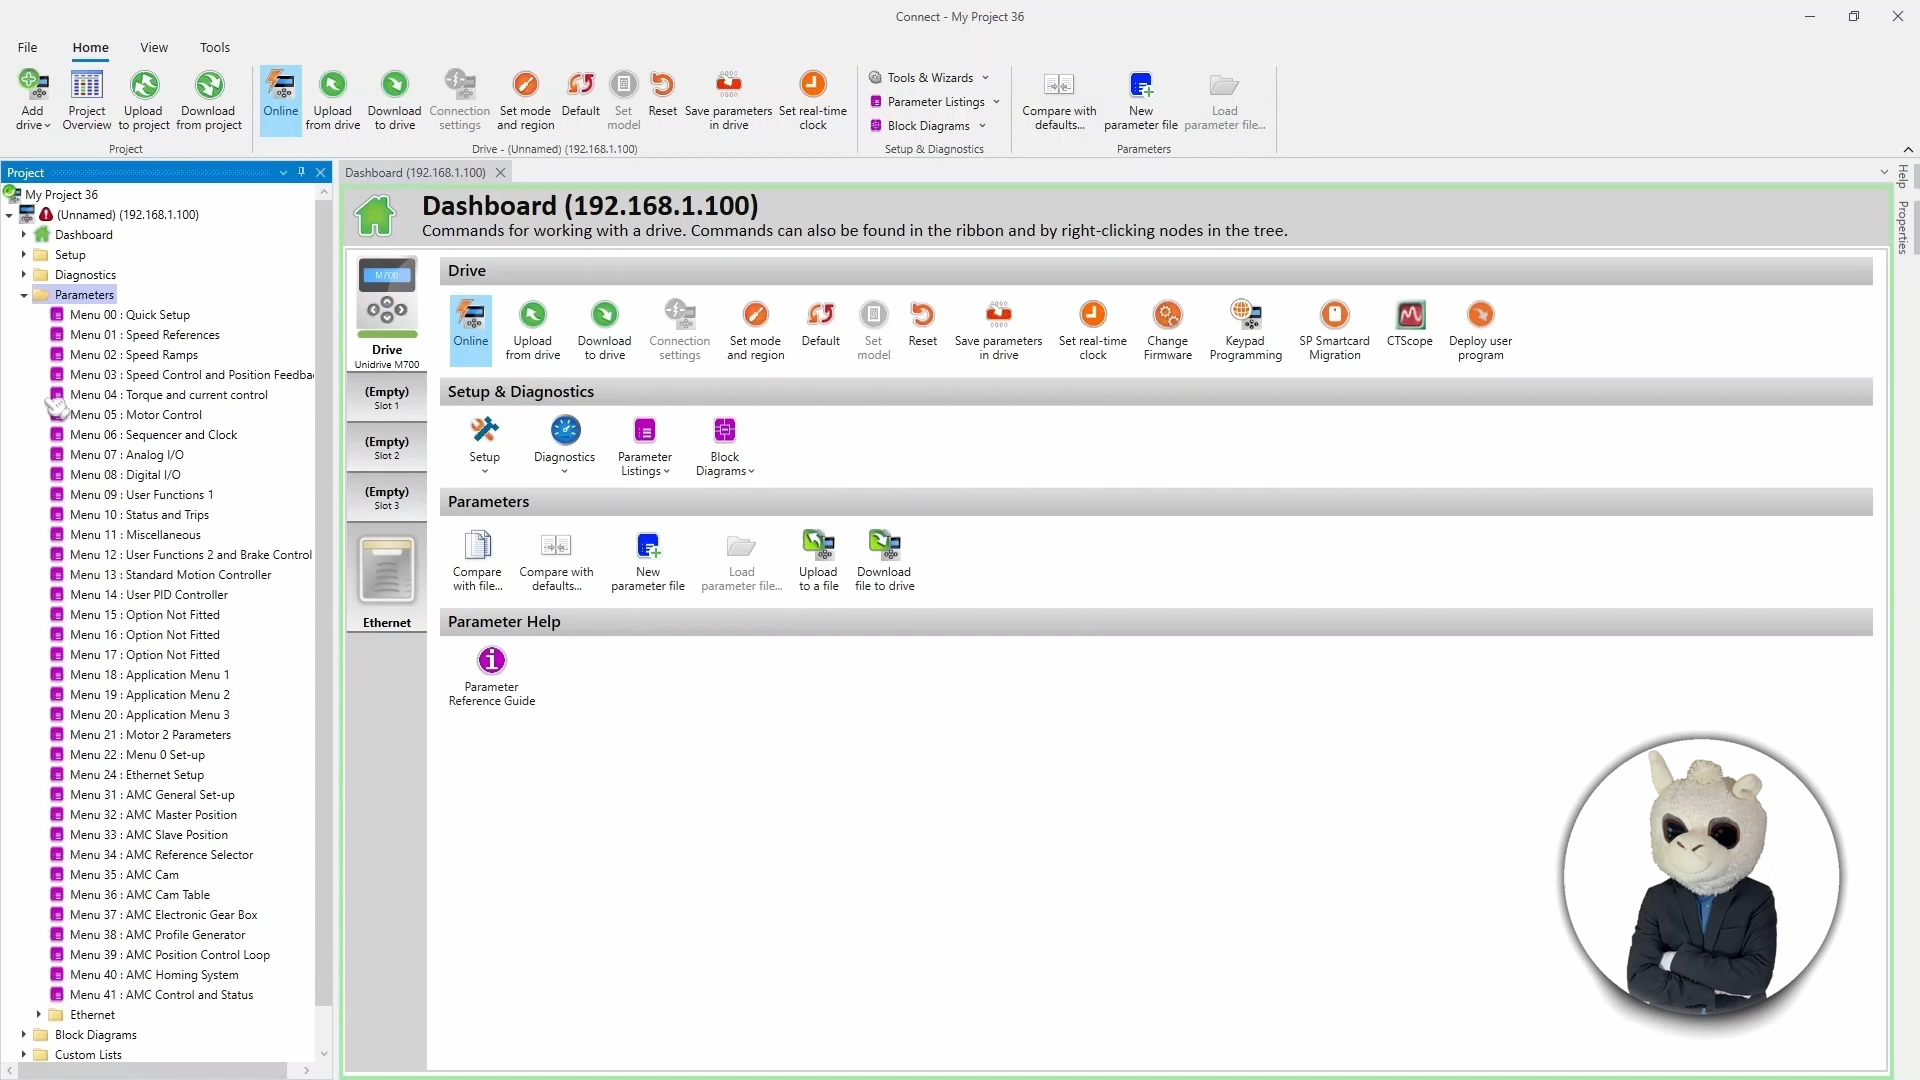 Connect - My Project 36
File
Home
View
Tools
Add drive
Project Overview
Upload to project
Download from project
Online
Upload from drive
Download to drive
Connection settings
Set mode and region
Default
Set model
Reset
Save parameters in drive
Set real-time clock
Tools & Wizards
Parameter Listings
Block Diagrams
Compare with defaults...
New parameter file
Load parameter file...
Project
Drive - (Unnamed) (192.168.1.100)
Setup & Diagnostics
Parameters
Project
My Project 36
(Unnamed) (192.168.1.100)
Dashboard
Setup
Diagnostics
Parameters
Menu 00 : Quick Setup
Menu 01 : Speed References
Menu 02 : Speed Ramps
Menu 03 : Speed Control and Position Feedba
Menu 04 : Torque and current control
Menu 05 : Motor Control
Menu 06 : Sequencer and Clock
Menu 07 : Analog I/O
Menu 08 : Digital I/O
Menu 09 : User Functions 1
Menu 10 : Status and Trips
Menu 11 : Miscellaneous
Menu 12 : User Functions 2 and Brake Control
Menu 13 : Standard Motion Controller
Menu 14 : User PID Controller
Menu 15 : Option Not Fitted
Menu 16 : Option Not Fitted
Menu 17 : Option Not Fitted
Menu 18 : Application Menu 1
Menu 19 : Application Menu 2
Menu 20 : Application Menu 3
Menu 21 : Motor 2 Parameters
Menu 22 : Menu 0 Set-up
Menu 24 : Ethernet Setup
Menu 31 : AMC General Set-up
Menu 32 : AMC Master Position
Menu 33 : AMC Slave Position
Menu 34 : AMC Reference Selector
Menu 35 : AMC Cam
Menu 36 : AMC Cam Table
Menu 37 : AMC Electronic Gear Box
Menu 38 : AMC Profile Generator
Menu 39 : AMC Position Control Loop
Menu 40 : AMC Homing System
Menu 41 : AMC Control and Status
Ethernet
Block Diagrams
Custom Lists
Dashboard (192.168.1.100)
Dashboard (192.168.1.100)
Commands for working with a drive. Commands can also be found in the ribbon and by right-clicking nodes in the tree.
M700
Drive
Unidrive M700
(Empty)
Slot 1
(Empty)
Slot 2
(Empty)
Slot 3
Ethernet
Drive
Online
Upload from drive
Download to drive
Connection settings
Set mode and region
Default
Set model
Reset
Save parameters in drive
Set real-time clock
Change Firmware
Keypad Programming
SP Smartcard Migration
CTScope
Deploy user program
Setup & Diagnostics
Setup
Diagnostics
Parameter Listings
Block Diagrams
Parameters
Compare with file...
Compare with defaults...
New parameter file
Load parameter file...
Upload to a file
Download file to drive
Parameter Help
Parameter Reference Guide
Help
Properties